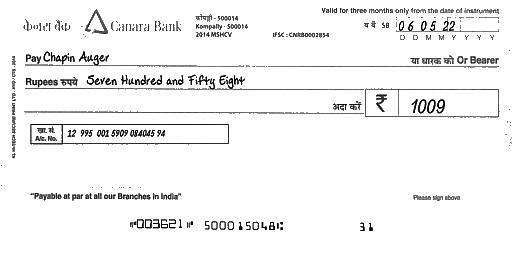 केनरा बैंक Canara Bank
कोमपल्ली - 500014
Kompally - 500014
2014 MSHCV
IFSC : CNRB0002854
Valid for three months only from the date of instrument
SB 06 05 22
D D M M Y Y Y Y
Pay Chapin Auger या धारक को Or Bearer
Rupees रुपये Seven Hundred and Fifty Eight
अदा करें ₹ 1009
खा. सं.
A/c. No. 12 995 001 5909 084045 94
"Payable at par at all our Branches in India"
Please sign above
⑈003621⑈ 500015048⑆ 31